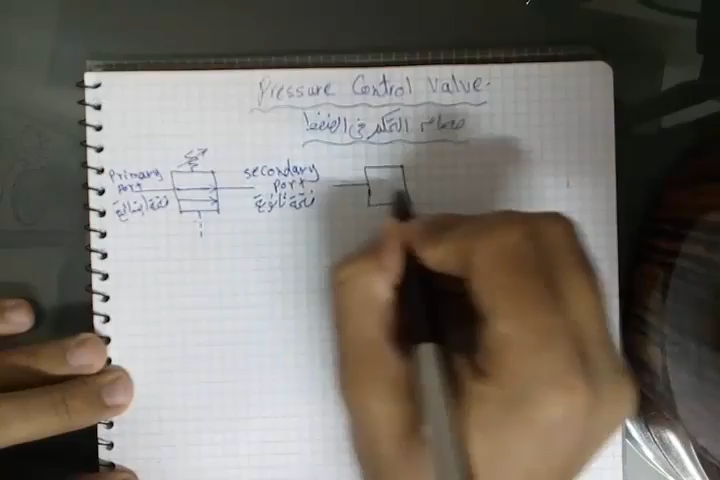 Pressure Control Valve.
صمام التحكم في الضغط
Primary port
فتحة ابتدائية
secondary port
فتحة ثانوية